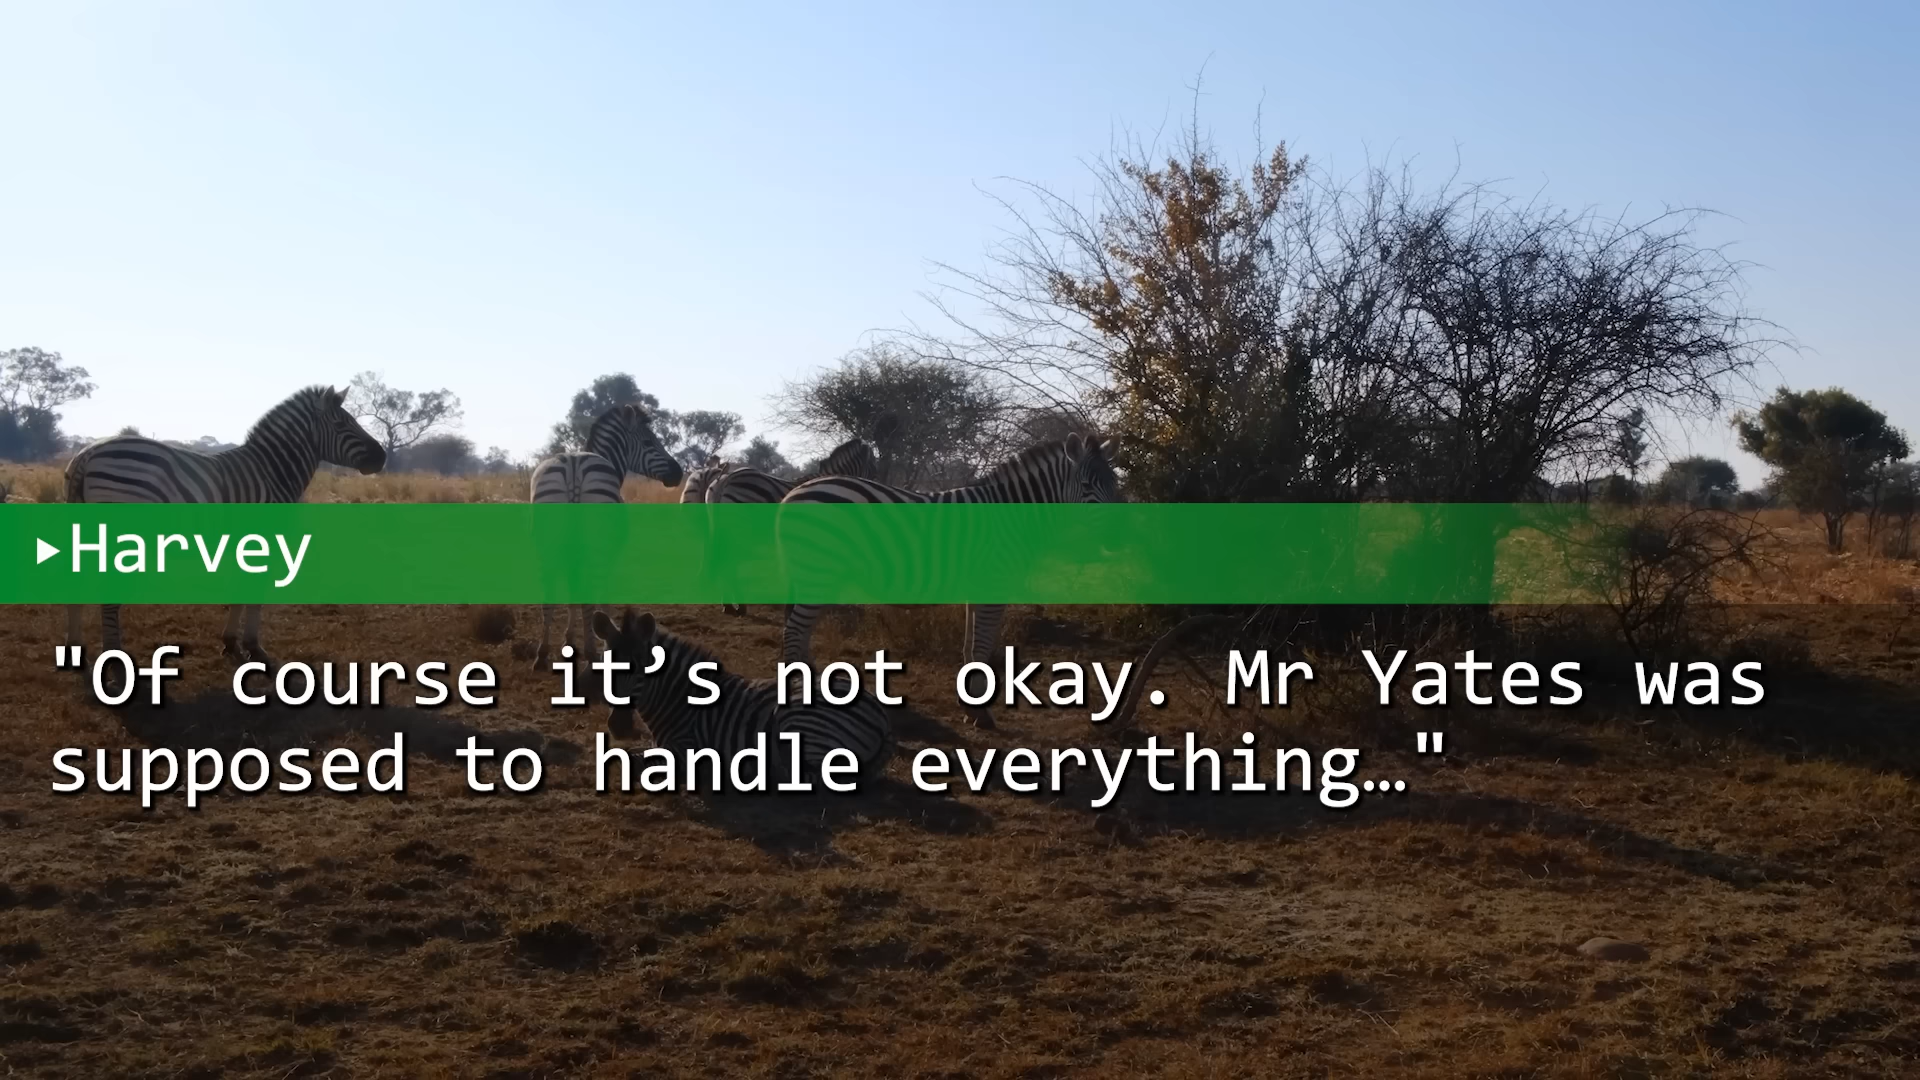 Harvey
"Of course it’s not okay. Mr Yates was
supposed to handle everything…"